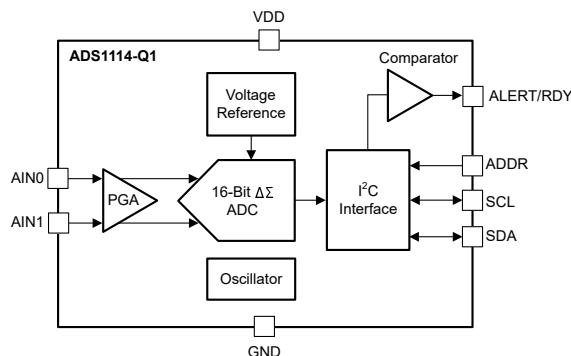 VDD
ADS1114-Q1
Comparator
Voltage
Reference
ALERT/RDY
ADDR
AIN0
PGA
16-Bit ΔΣ
ADC
I²C
Interface
SCL
AIN1
SDA
Oscillator
GND